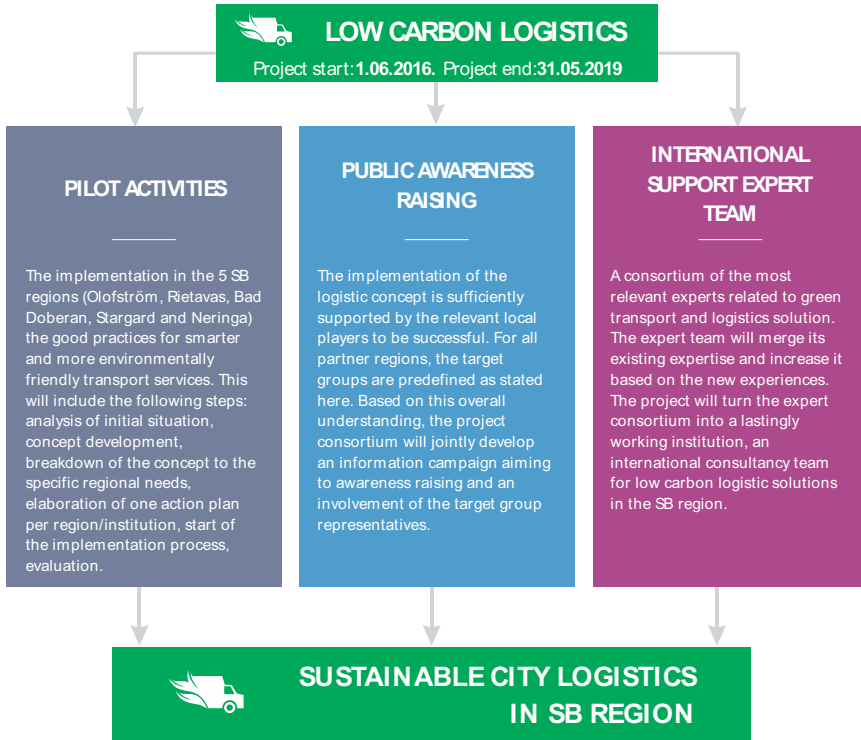 LOW CARBON LOGISTICS
Project start:1.06.2016. Project end:31.05.2019
PILOT ACTIVITIES
The implementation in the 5 SB
regions (Olofström, Rietavas, Bad
Doberan, Stargard and Neringa)
the good practices for smarter
and more environmentally
friendly transport services. This
will include the following steps:
analysis of initial situation,
concept development,
breakdown of the concept to the
specific regional needs,
elaboration of one action plan
per region/institution, start of
the implementation process,
evaluation.
PUBLIC AWARENESS
RAISING
The implementation of the
logistic concept is sufficiently
supported by the relevant local
players to be successful. For all
partner regions, the target
groups are predefined as stated
here. Based on this overall
understanding, the project
consortium will jointly develop
an information campaign aiming
to awareness raising and an
involvement of the target group
representatives.
INTERNATIONAL
SUPPORT EXPERT
TEAM
A consortium of the most
relevant experts related to green
transport and logistics solution.
The expert team will merge its
existing expertise and increase it
based on the new experiences.
The project will turn the expert
consortium into a lastingly
working institution, an
international consultancy team
for low carbon logistic solutions
in the SB region.
SUSTAINABLE CITY LOGISTICS
IN SB REGION